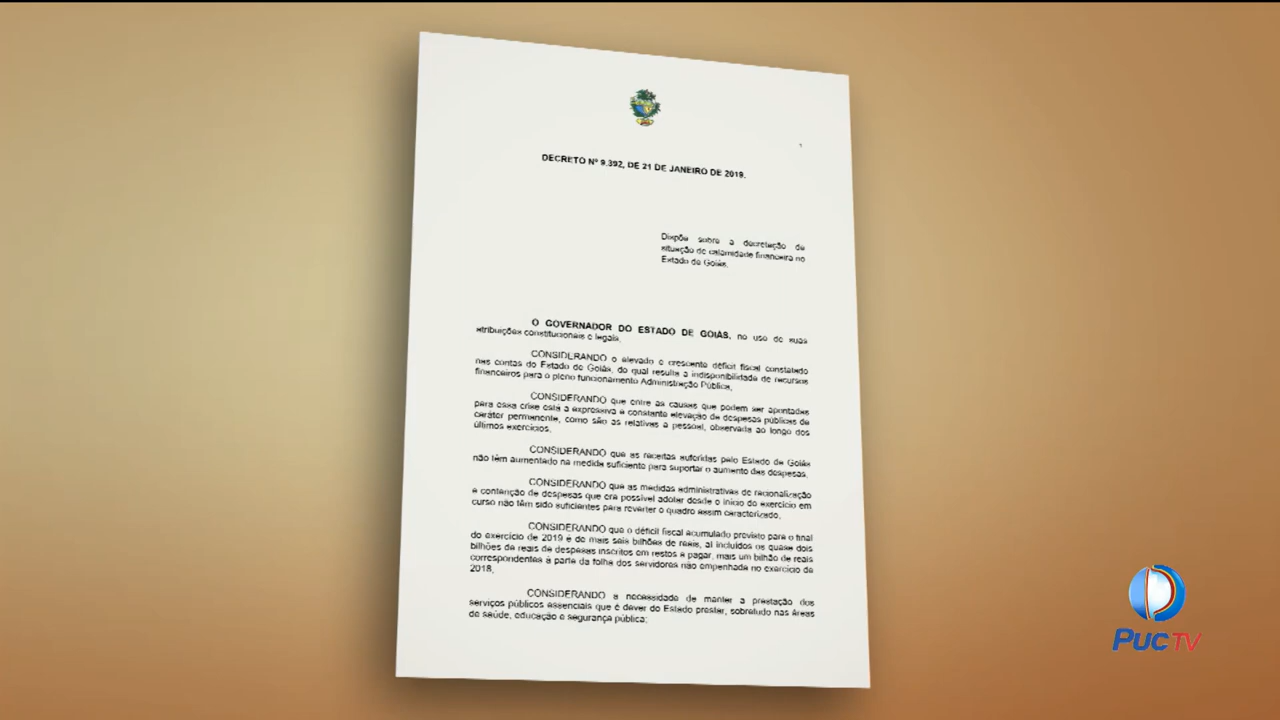 1
DECRETO Nº 9.392, DE 21 DE JANEIRO DE 2019.
Dispõe sobre a decretação de
situação de calamidade financeira no
Estado de Goiás.
O GOVERNADOR DO ESTADO DE GOIÁS, no uso de suas
atribuições constitucionais e legais,
CONSIDERANDO o elevado e crescente déficit fiscal constatado
nas contas do Estado de Goiás, do qual resulta a indisponibilidade de recursos
financeiros para o pleno funcionamento Administração Pública,
CONSIDERANDO que entre as causas que podem ser apontadas
para essa crise está a expressiva e constante elevação de despesas públicas de
caráter permanente, como são as relativas a pessoal, observada ao longo dos
últimos exercícios,
CONSIDERANDO que as receitas auferidas pelo Estado de Goiás
não têm aumentado na medida suficiente para suportar o aumento das despesas,
CONSIDERANDO que as medidas administrativas de racionalização
e contenção de despesas que era possível adotar desde o início do exercício em
curso não têm sido suficientes para reverter o quadro assim caracterizado,
CONSIDERANDO que o déficit fiscal acumulado previsto para o final
do exercício de 2019 é de mais seis bilhões de reais, aí incluídos os quase dois
bilhões de reais de despesas inscritos em restos a pagar, mais um bilhão de reais
correspondentes à parte da folha dos servidores não empenhada no exercício de
2018,
CONSIDERANDO a necessidade de manter a prestação dos
serviços públicos essenciais que é dever do Estado prestar, sobretudo nas áreas
de saúde, educação e segurança pública;
PUC TV